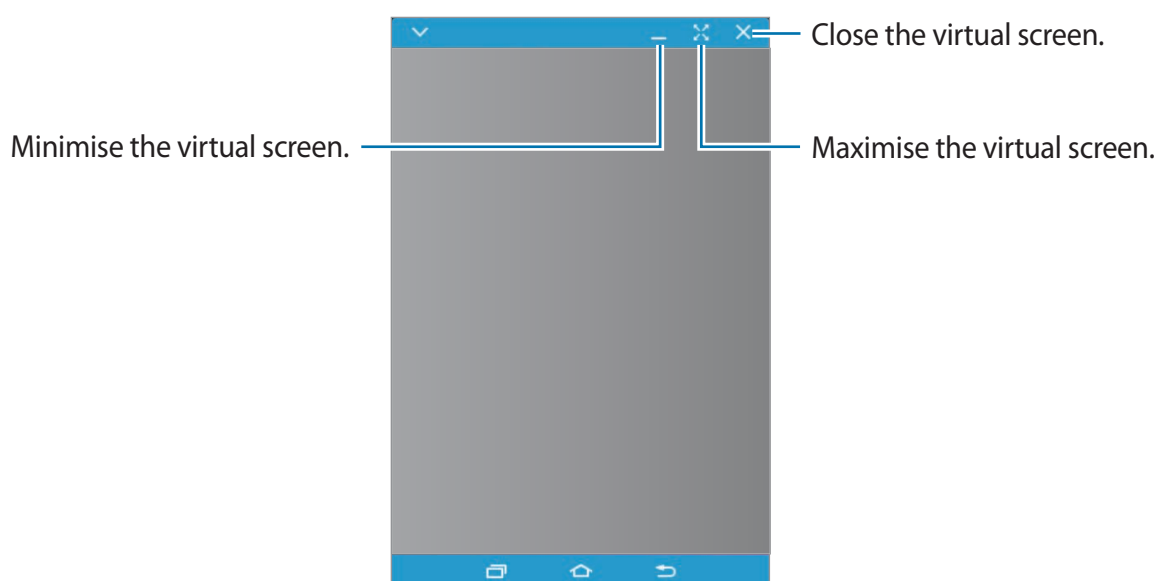 Close the virtual screen.
Minimise the virtual screen.
Maximise the virtual screen.